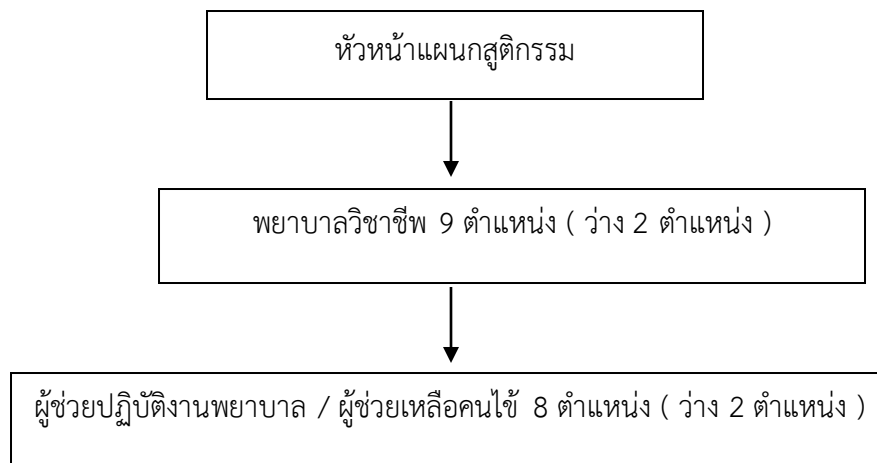 หัวหน้าแผนกสูติกรรม
พยาบาลวิชาชีพ 9 ตำแหน่ง ( ว่าง 2 ตำแหน่ง )
ผู้ช่วยปฏิบัติงานพยาบาล / ผู้ช่วยเหลือคนไข้ 8 ตำแหน่ง ( ว่าง 2 ตำแหน่ง )